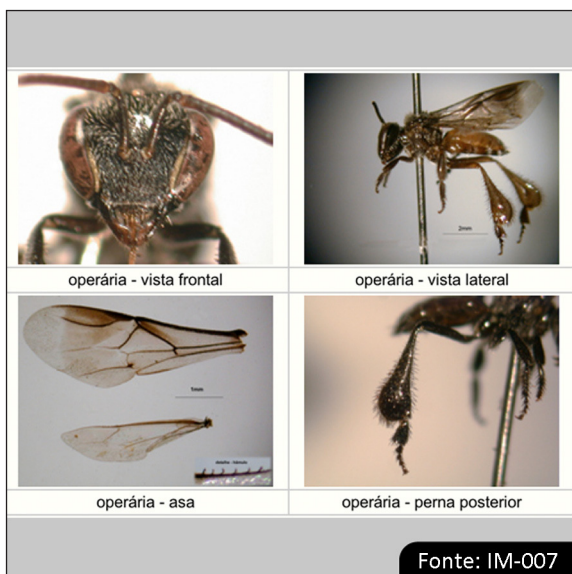 2mm
operária - vista frontal
operária - vista lateral
1mm
operária - asa
operária - perna posterior
Fonte: IM-007